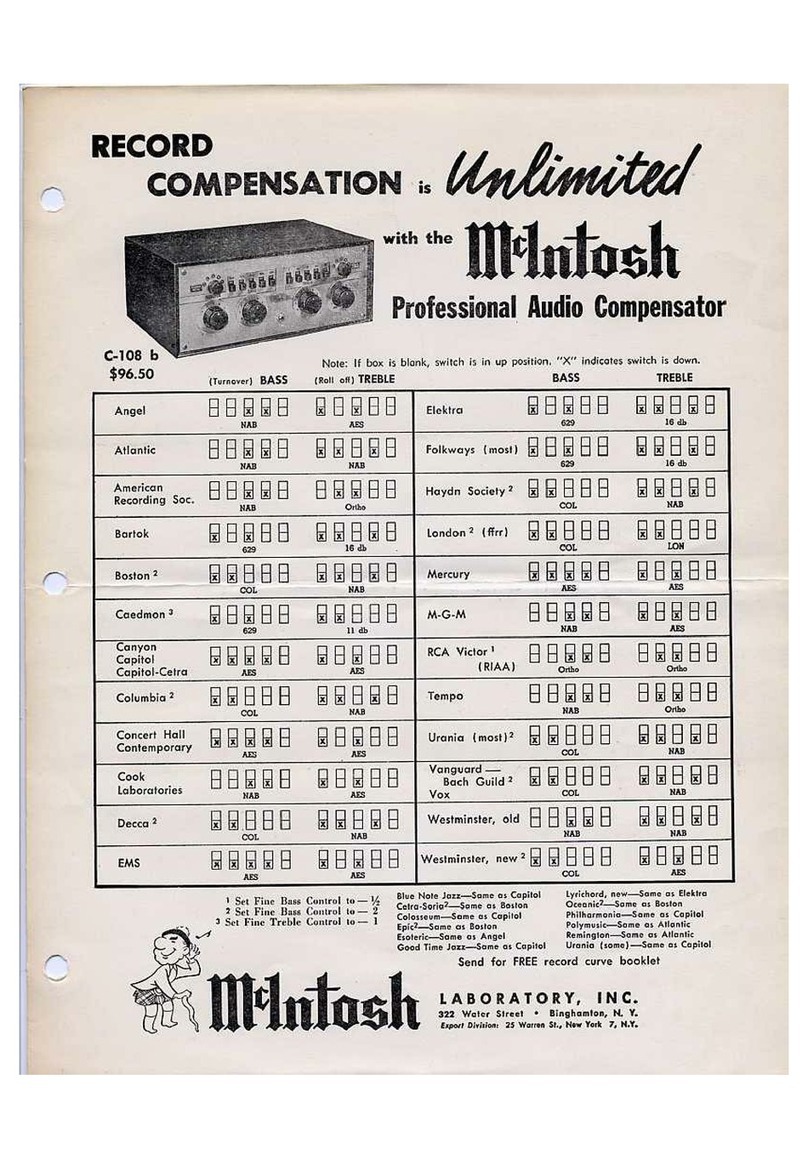 RECORD
COMPENSATION is Unlimited
with the McIntosh
Professional Audio Compensator
C-108 b
$96.50
Note: If box is blank, switch is in up position. "X" indicates switch is down.
(Turnover) BASS (Roll off) TREBLE BASS TREBLE
Angel NAB AES
Atlantic NAB NAB
American
Recording Soc. NAB Ortho
Bartok 629 16 db
Boston 2 COL NAB
Caedmon 3 629 11 db
Canyon
Capitol
Capitol-Cetra AES AES
Columbia 2 COL NAB
Concert Hall
Contemporary AES AES
Cook
Laboratories NAB AES
Decca 2 COL NAB
EMS AES AES
Elektra 629 16 db
Folkways (most) 629 16 db
Haydn Society 2 COL NAB
London 2 (ffrr) COL LON
Mercury AES AES
M-G-M NAB AES
RCA Victor 1
(RIAA) Ortho Ortho
Tempo NAB Ortho
Urania (most) 2 COL NAB
Vanguard —
Bach Guild 2
Vox COL NAB
Westminster, old NAB NAB
Westminster, new 2 COL AES
1 Set Fine Bass Control to — ½
2 Set Fine Bass Control to — 2
3 Set Fine Treble Control to — 1
Blue Note Jazz—Same as Capitol
Cetra-Soria2—Same as Boston
Colosseum—Same as Capitol
Epic2—Same as Boston
Esoteric—Same as Angel
Good Time Jazz—Same as Capitol
Lyrichord, new—Same as Elektra
Oceanic2—Same as Boston
Philharmonia—Same as Capitol
Polymusic—Same as Atlantic
Remington—Same as Atlantic
Urania (some)—Same as Capitol
Send for FREE record curve booklet
McIntosh LABORATORY, INC.
322 Water Street • Binghamton, N. Y.
Export Division: 25 Warren St., New York 7, N.Y.